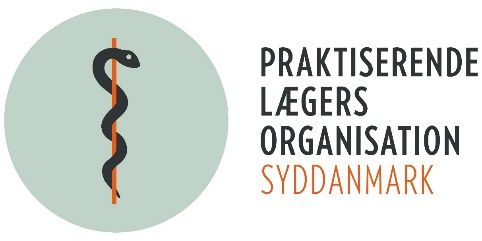 PRAKTISERENDE
LÆGERS
ORGANISATION
SYDDANMARK